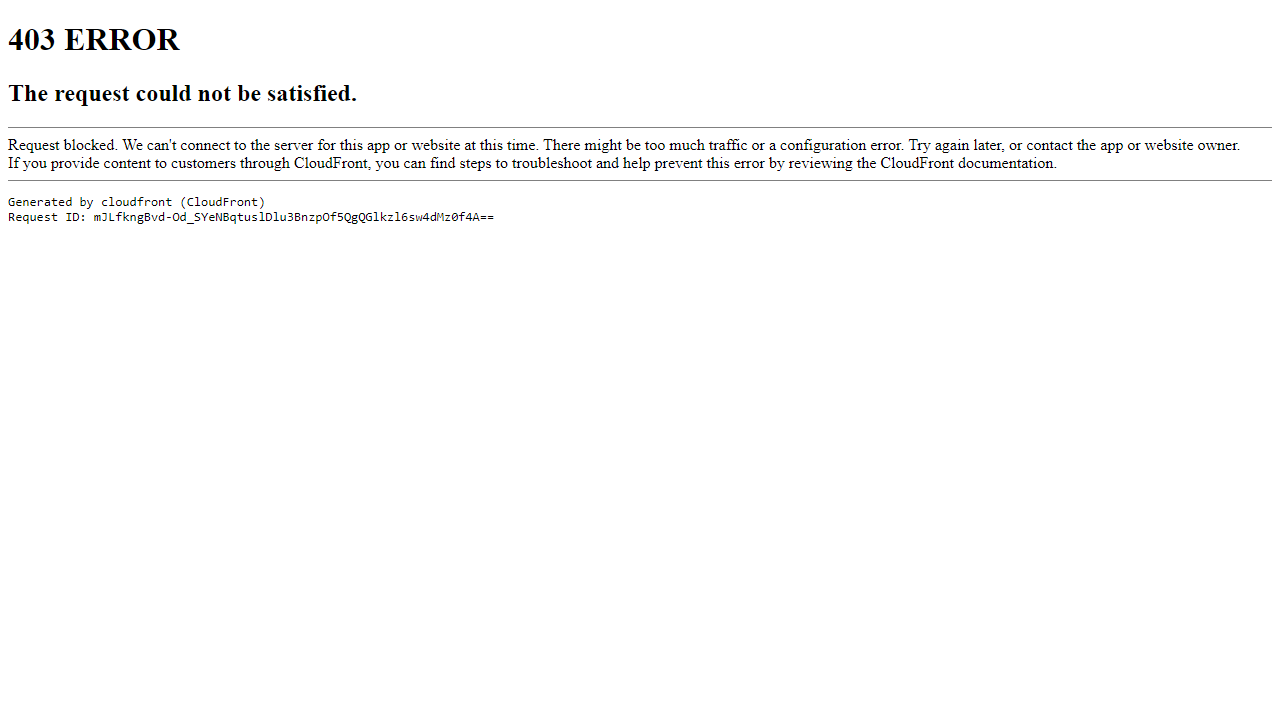 403 ERROR
The request could not be satisfied.
Request blocked. We can't connect to the server for this app or website at this time. There might be too much traffic or a configuration error. Try again later, or contact the app or website owner.
If you provide content to customers through CloudFront, you can find steps to troubleshoot and help prevent this error by reviewing the CloudFront documentation.
Generated by cloudfront (CloudFront)
Request ID: mJLfkngBvd-Od_SYeNBqtuslDlu3BnzpOf5QgQGlkzl6sw4dMz0f4A==